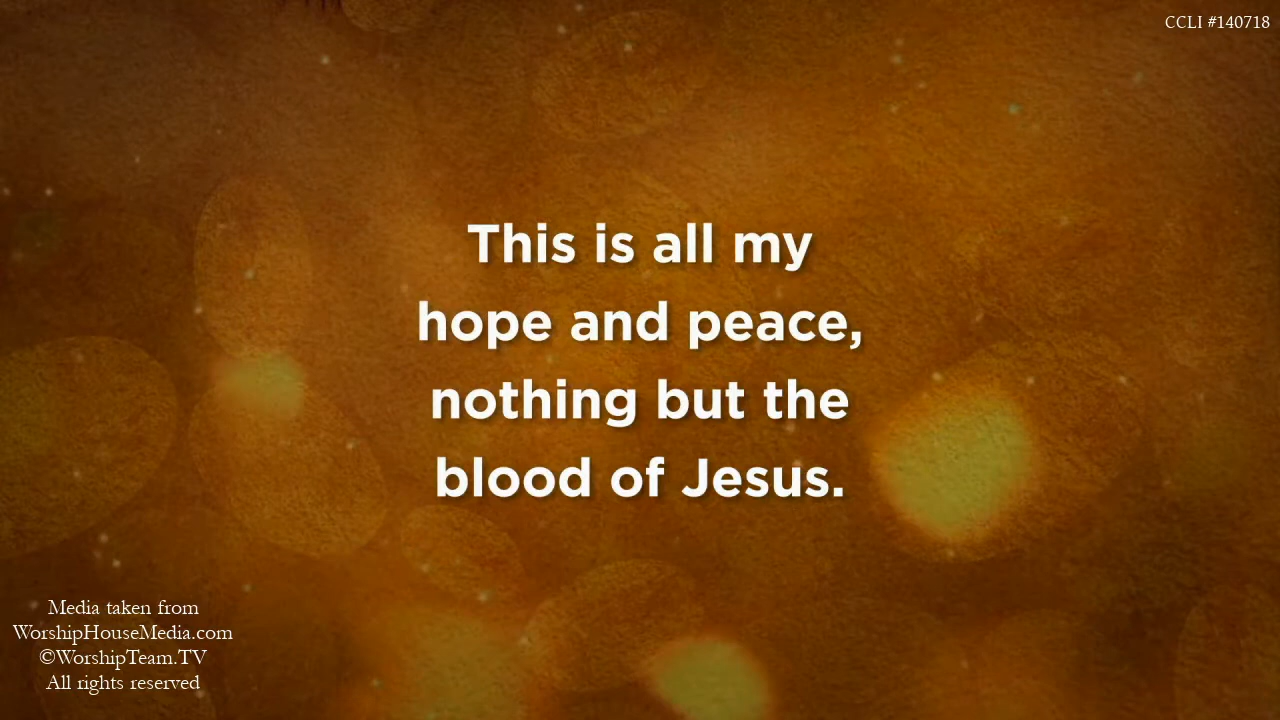 CCLI #140718
This is all my
hope and peace,
nothing but the
blood of Jesus.
Media taken from
WorshipHouseMedia.com
©WorshipTeam.TV
All rights reserved